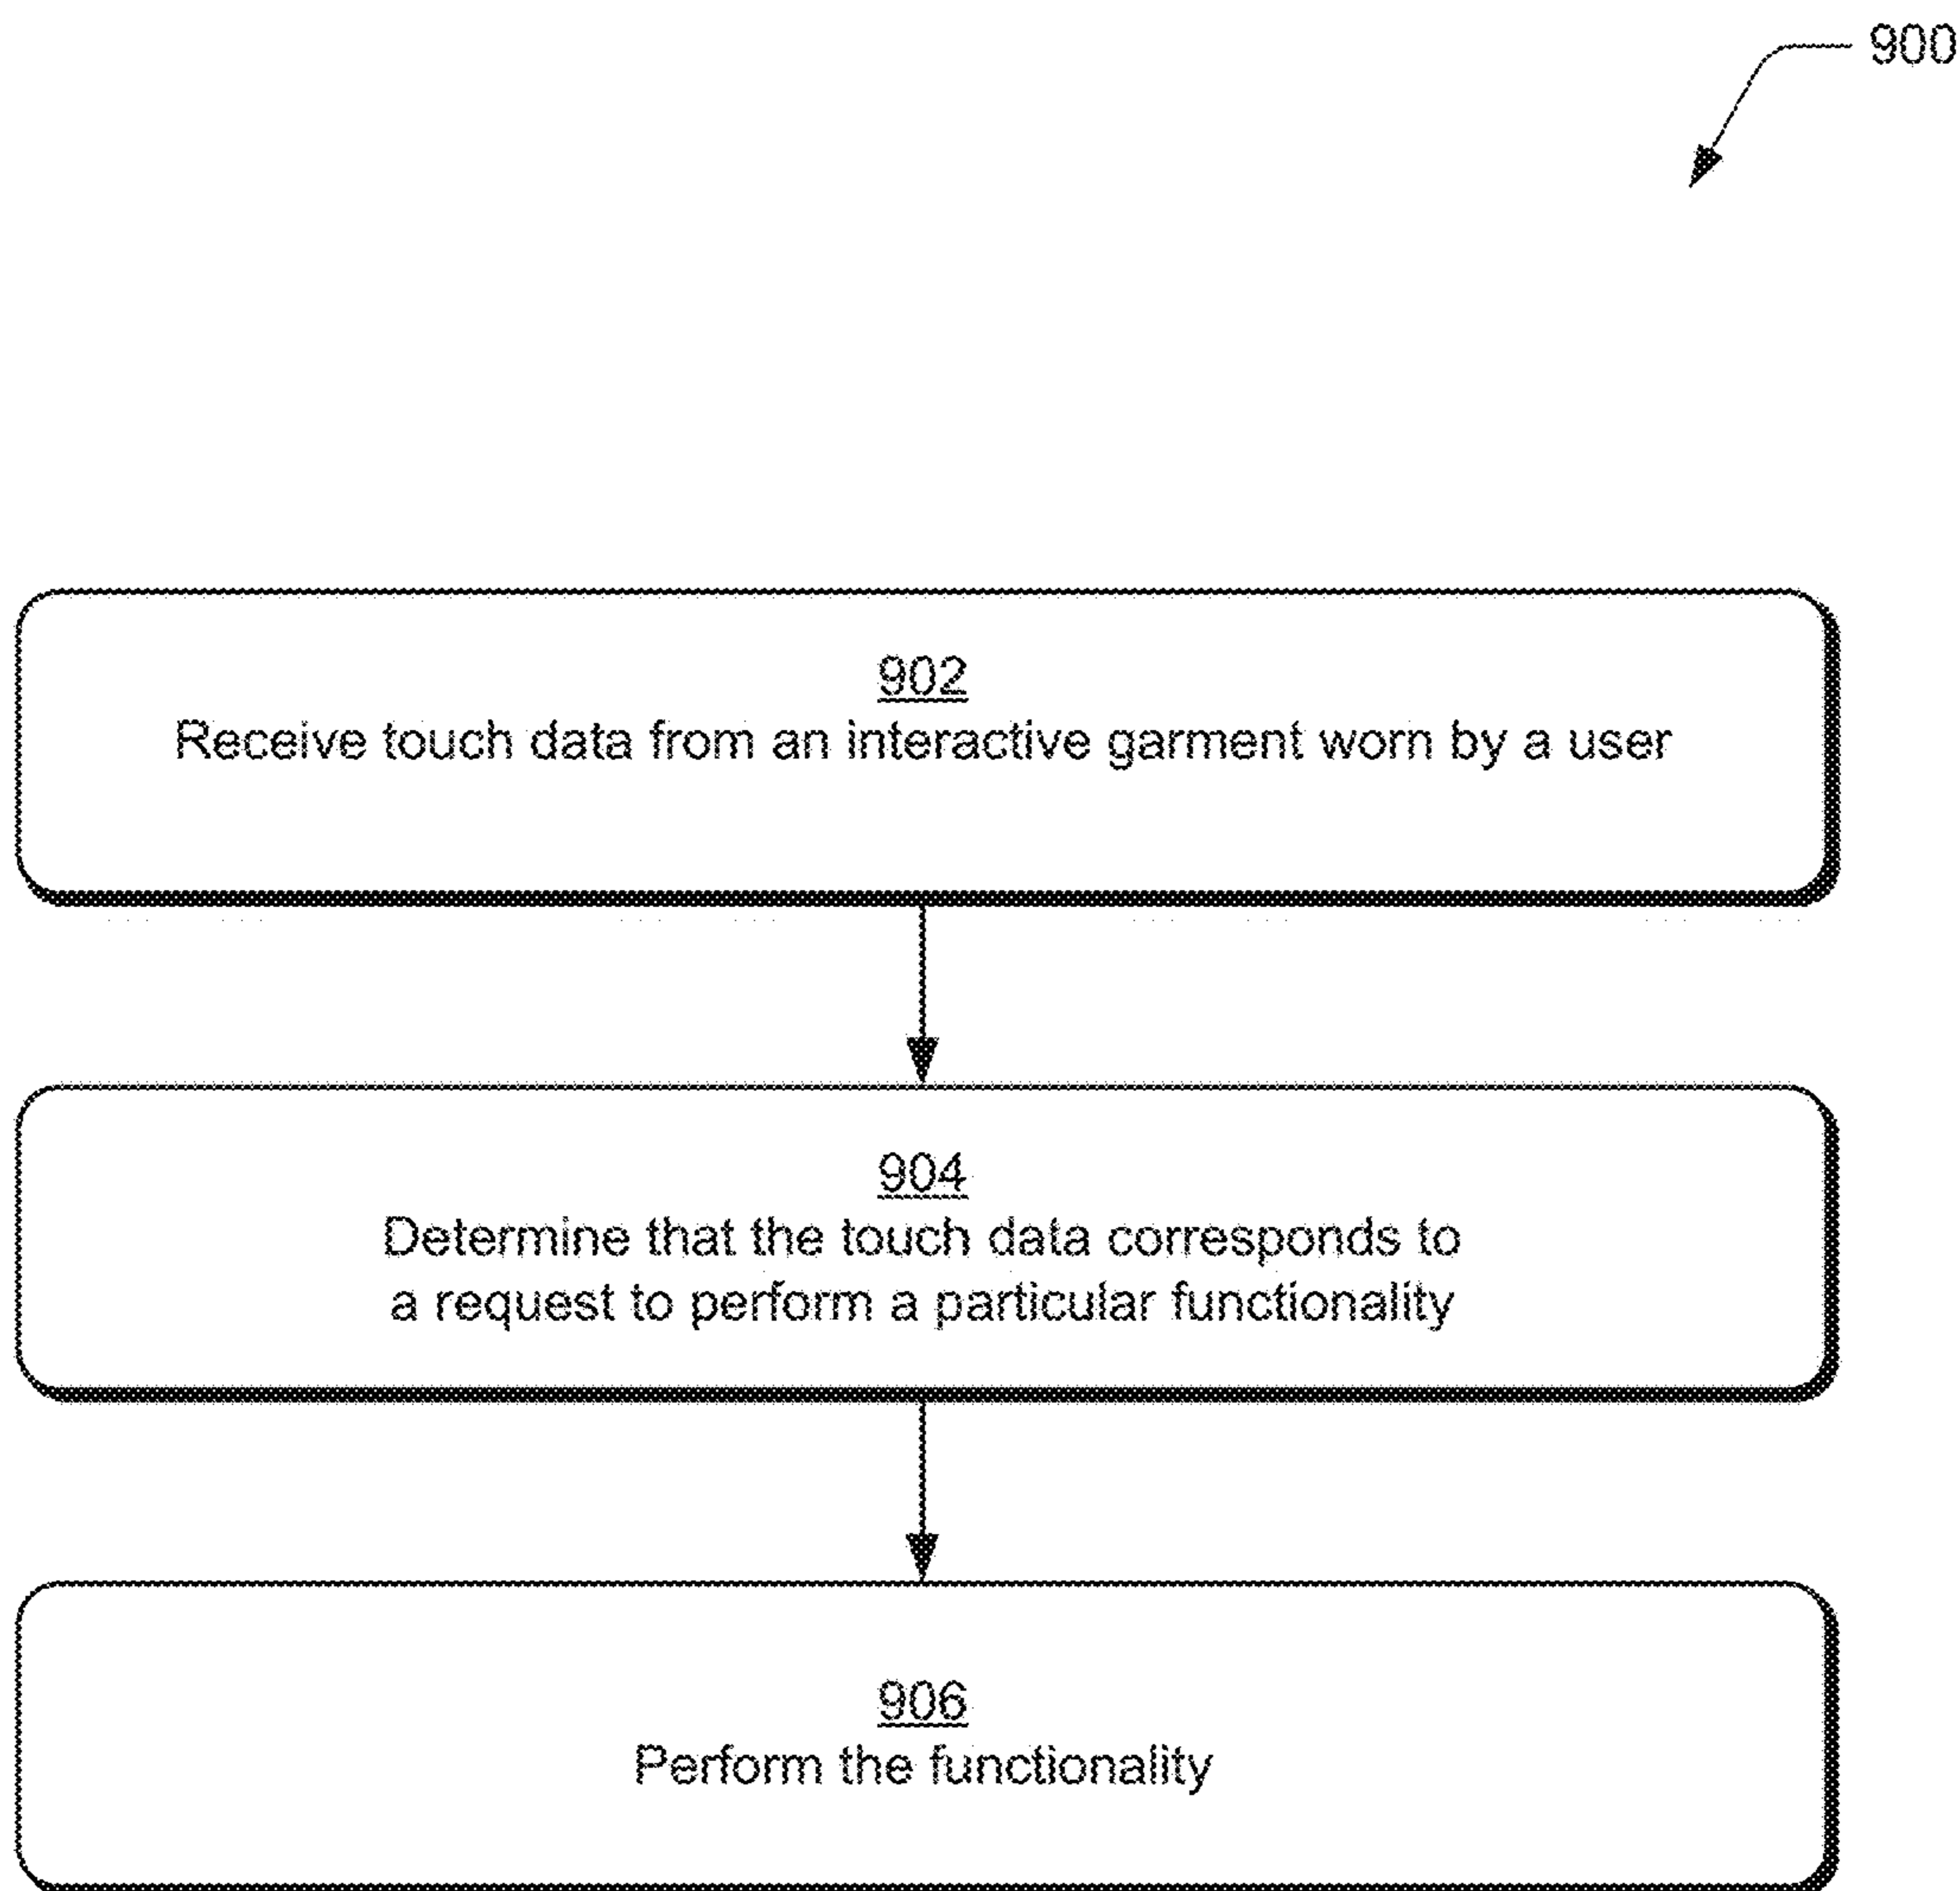 900
902
Receive touch data from an interactive garment worn by a user
904
Determine that the touch data corresponds to
a request to perform a particular functionality
906
Perform the functionality